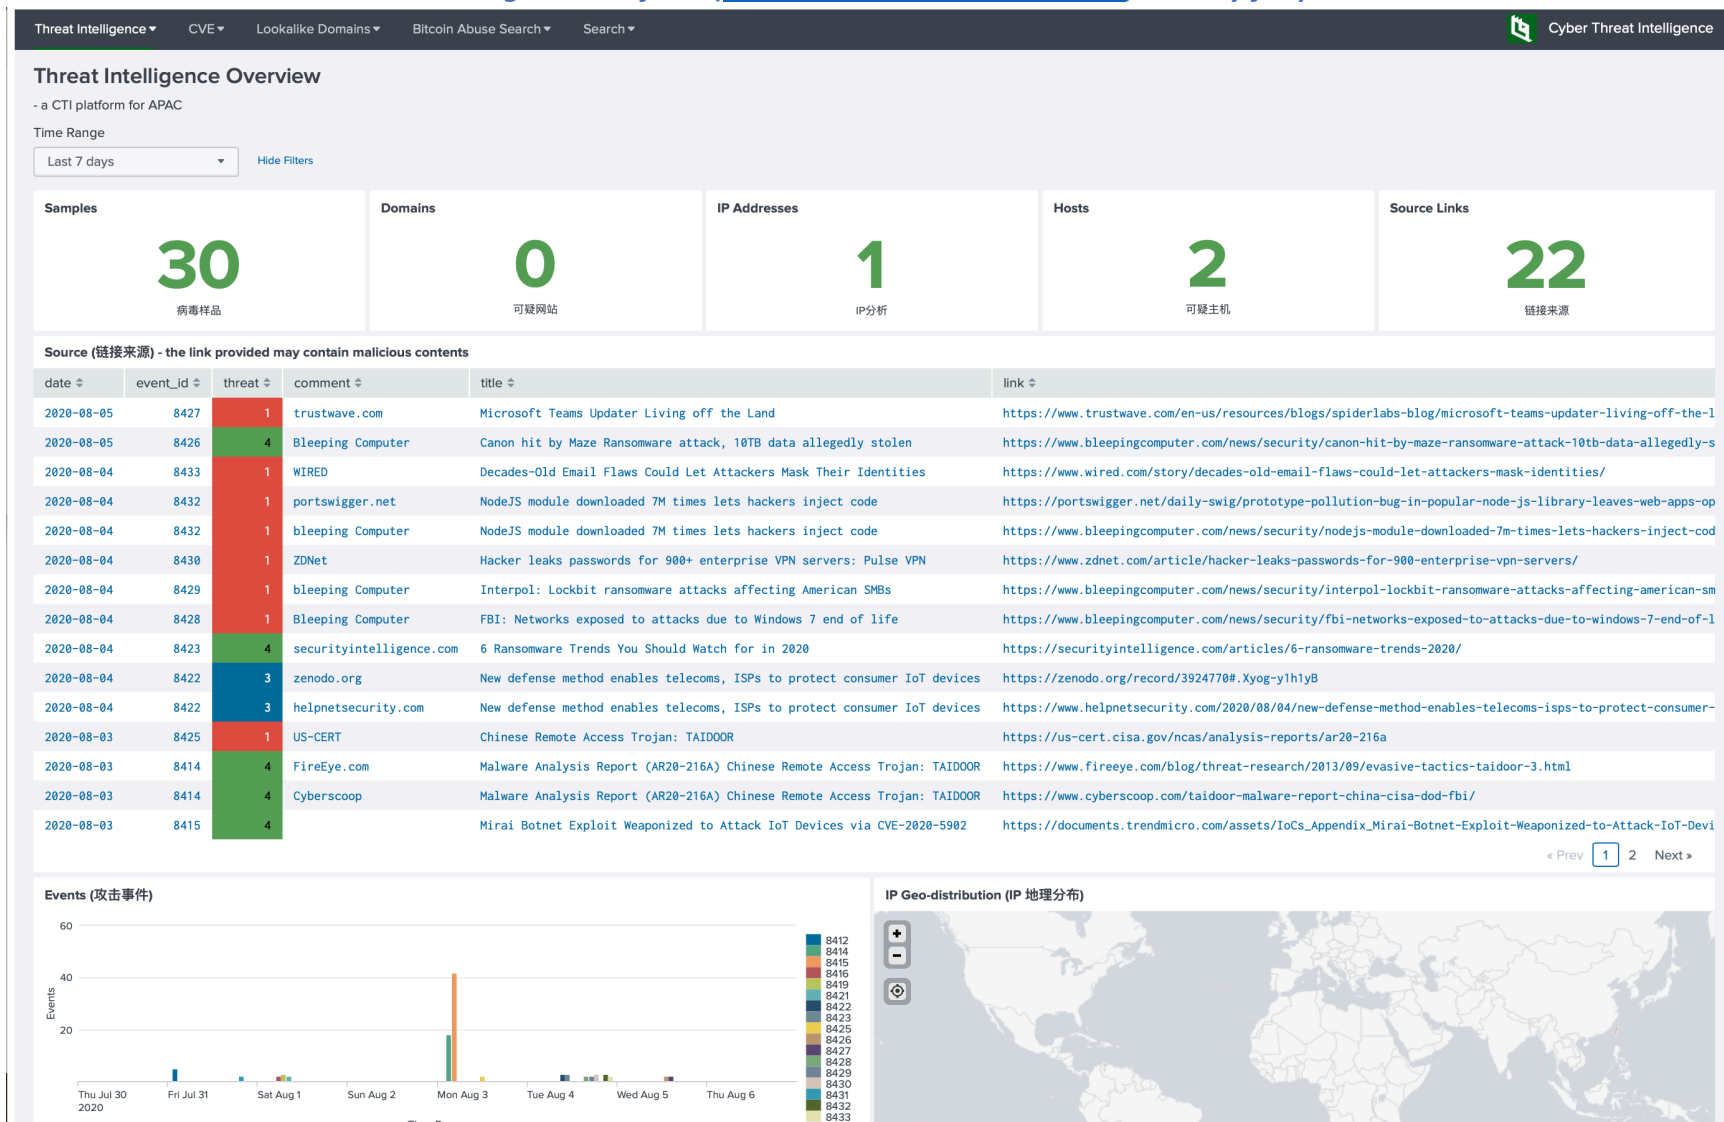 Threat Intelligence CVE Lookalike Domains Bitcoin Abuse Search Search Cyber Threat Intelligence
Threat Intelligence Overview
- a CTI platform for APAC
Time Range
Last 7 days Hide Filters
Samples Domains IP Addresses Hosts Source Links
30 0 1 2 22
病毒样品 可疑网站 IP分析 可疑主机 链接来源
Source (链接来源) - the link provided may contain malicious contents
date event_id threat comment title link
2020-08-05 8427 1 trustwave.com Microsoft Teams Updater Living off the Land https://www.trustwave.com/en-us/resources/blogs/spiderlabs-blog/microsoft-teams-updater-living-off-the-l
2020-08-05 8426 4 Bleeping Computer Canon hit by Maze Ransomware attack, 10TB data allegedly stolen https://www.bleepingcomputer.com/news/security/canon-hit-by-maze-ransomware-attack-10tb-data-allegedly-s
2020-08-04 8433 1 WIRED Decades-Old Email Flaws Could Let Attackers Mask Their Identities https://www.wired.com/story/decades-old-email-flaws-could-let-attackers-mask-identities/
2020-08-04 8432 1 portswigger.net NodeJS module downloaded 7M times lets hackers inject code https://portswigger.net/daily-swig/prototype-pollution-bug-in-popular-node-js-library-leaves-web-apps-op
2020-08-04 8432 1 bleeping Computer NodeJS module downloaded 7M times lets hackers inject code https://www.bleepingcomputer.com/news/security/nodejs-module-downloaded-7m-times-lets-hackers-inject-cod
2020-08-04 8430 1 ZDNet Hacker leaks passwords for 900+ enterprise VPN servers: Pulse VPN https://www.zdnet.com/article/hacker-leaks-passwords-for-900-enterprise-vpn-servers/
2020-08-04 8429 1 bleeping Computer Interpol: Lockbit ransomware attacks affecting American SMBs https://www.bleepingcomputer.com/news/security/interpol-lockbit-ransomware-attacks-affecting-american-sm
2020-08-04 8428 1 Bleeping Computer FBI: Networks exposed to attacks due to Windows 7 end of life https://www.bleepingcomputer.com/news/security/fbi-networks-exposed-to-attacks-due-to-windows-7-end-of-l
2020-08-04 8423 4 securityintelligence.com 6 Ransomware Trends You Should Watch for in 2020 https://securityintelligence.com/articles/6-ransomware-trends-2020/
2020-08-04 8422 3 zenodo.org New defense method enables telecoms, ISPs to protect consumer IoT devices https://zenodo.org/record/3924770#.Xyog-y1h1yB
2020-08-04 8422 3 helpnetsecurity.com New defense method enables telecoms, ISPs to protect consumer IoT devices https://www.helpnetsecurity.com/2020/08/04/new-defense-method-enables-telecoms-isps-to-protect-consumer-
2020-08-03 8425 1 US-CERT Chinese Remote Access Trojan: TAIDOOR https://us-cert.cisa.gov/ncas/analysis-reports/ar20-216a
2020-08-03 8414 4 FireEye.com Malware Analysis Report (AR20-216A) Chinese Remote Access Trojan: TAIDOOR https://www.fireeye.com/blog/threat-research/2013/09/evasive-tactics-taidoor-3.html
2020-08-03 8414 4 Cyberscoop Malware Analysis Report (AR20-216A) Chinese Remote Access Trojan: TAIDOOR https://www.cyberscoop.com/taidoor-malware-report-china-cisa-dod-fbi/
2020-08-03 8415 4 Mirai Botnet Exploit Weaponized to Attack IoT Devices via CVE-2020-5902 https://documents.trendmicro.com/assets/IoCs_Appendix_Mirai-Botnet-Exploit-Weaponized-to-Attack-IoT-Devi
« Prev 1 2 Next »
Events (攻击事件) IP Geo-distribution (IP 地理分布)
60
40
20
Events
Thu Jul 30 Fri Jul 31 Sat Aug 1 Sun Aug 2 Mon Aug 3 Tue Aug 4 Wed Aug 5 Thu Aug 6
2020
8412
8414
8415
8416
8419
8421
8422
8423
8425
8426
8427
8428
8429
8430
8431
8432
8433
+
-